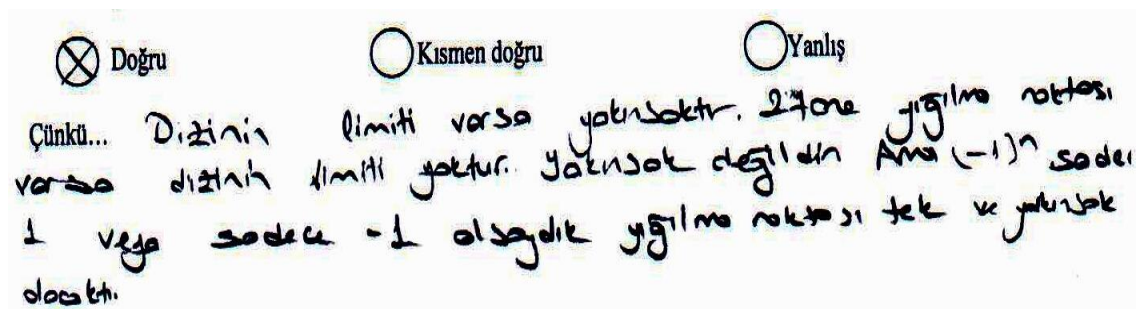 Doğru Kısmen doğru Yanlış
Çünkü... Dizinin limiti varsa yakınsaktır. 2 tane yığılma noktası
varsa dizinin limiti yoktur. Yakınsak değildir. Ama (-1)ⁿ sadece
1 veya sadece -1 olsaydık yığılma noktası tek ve yakınsak
olacaktı.